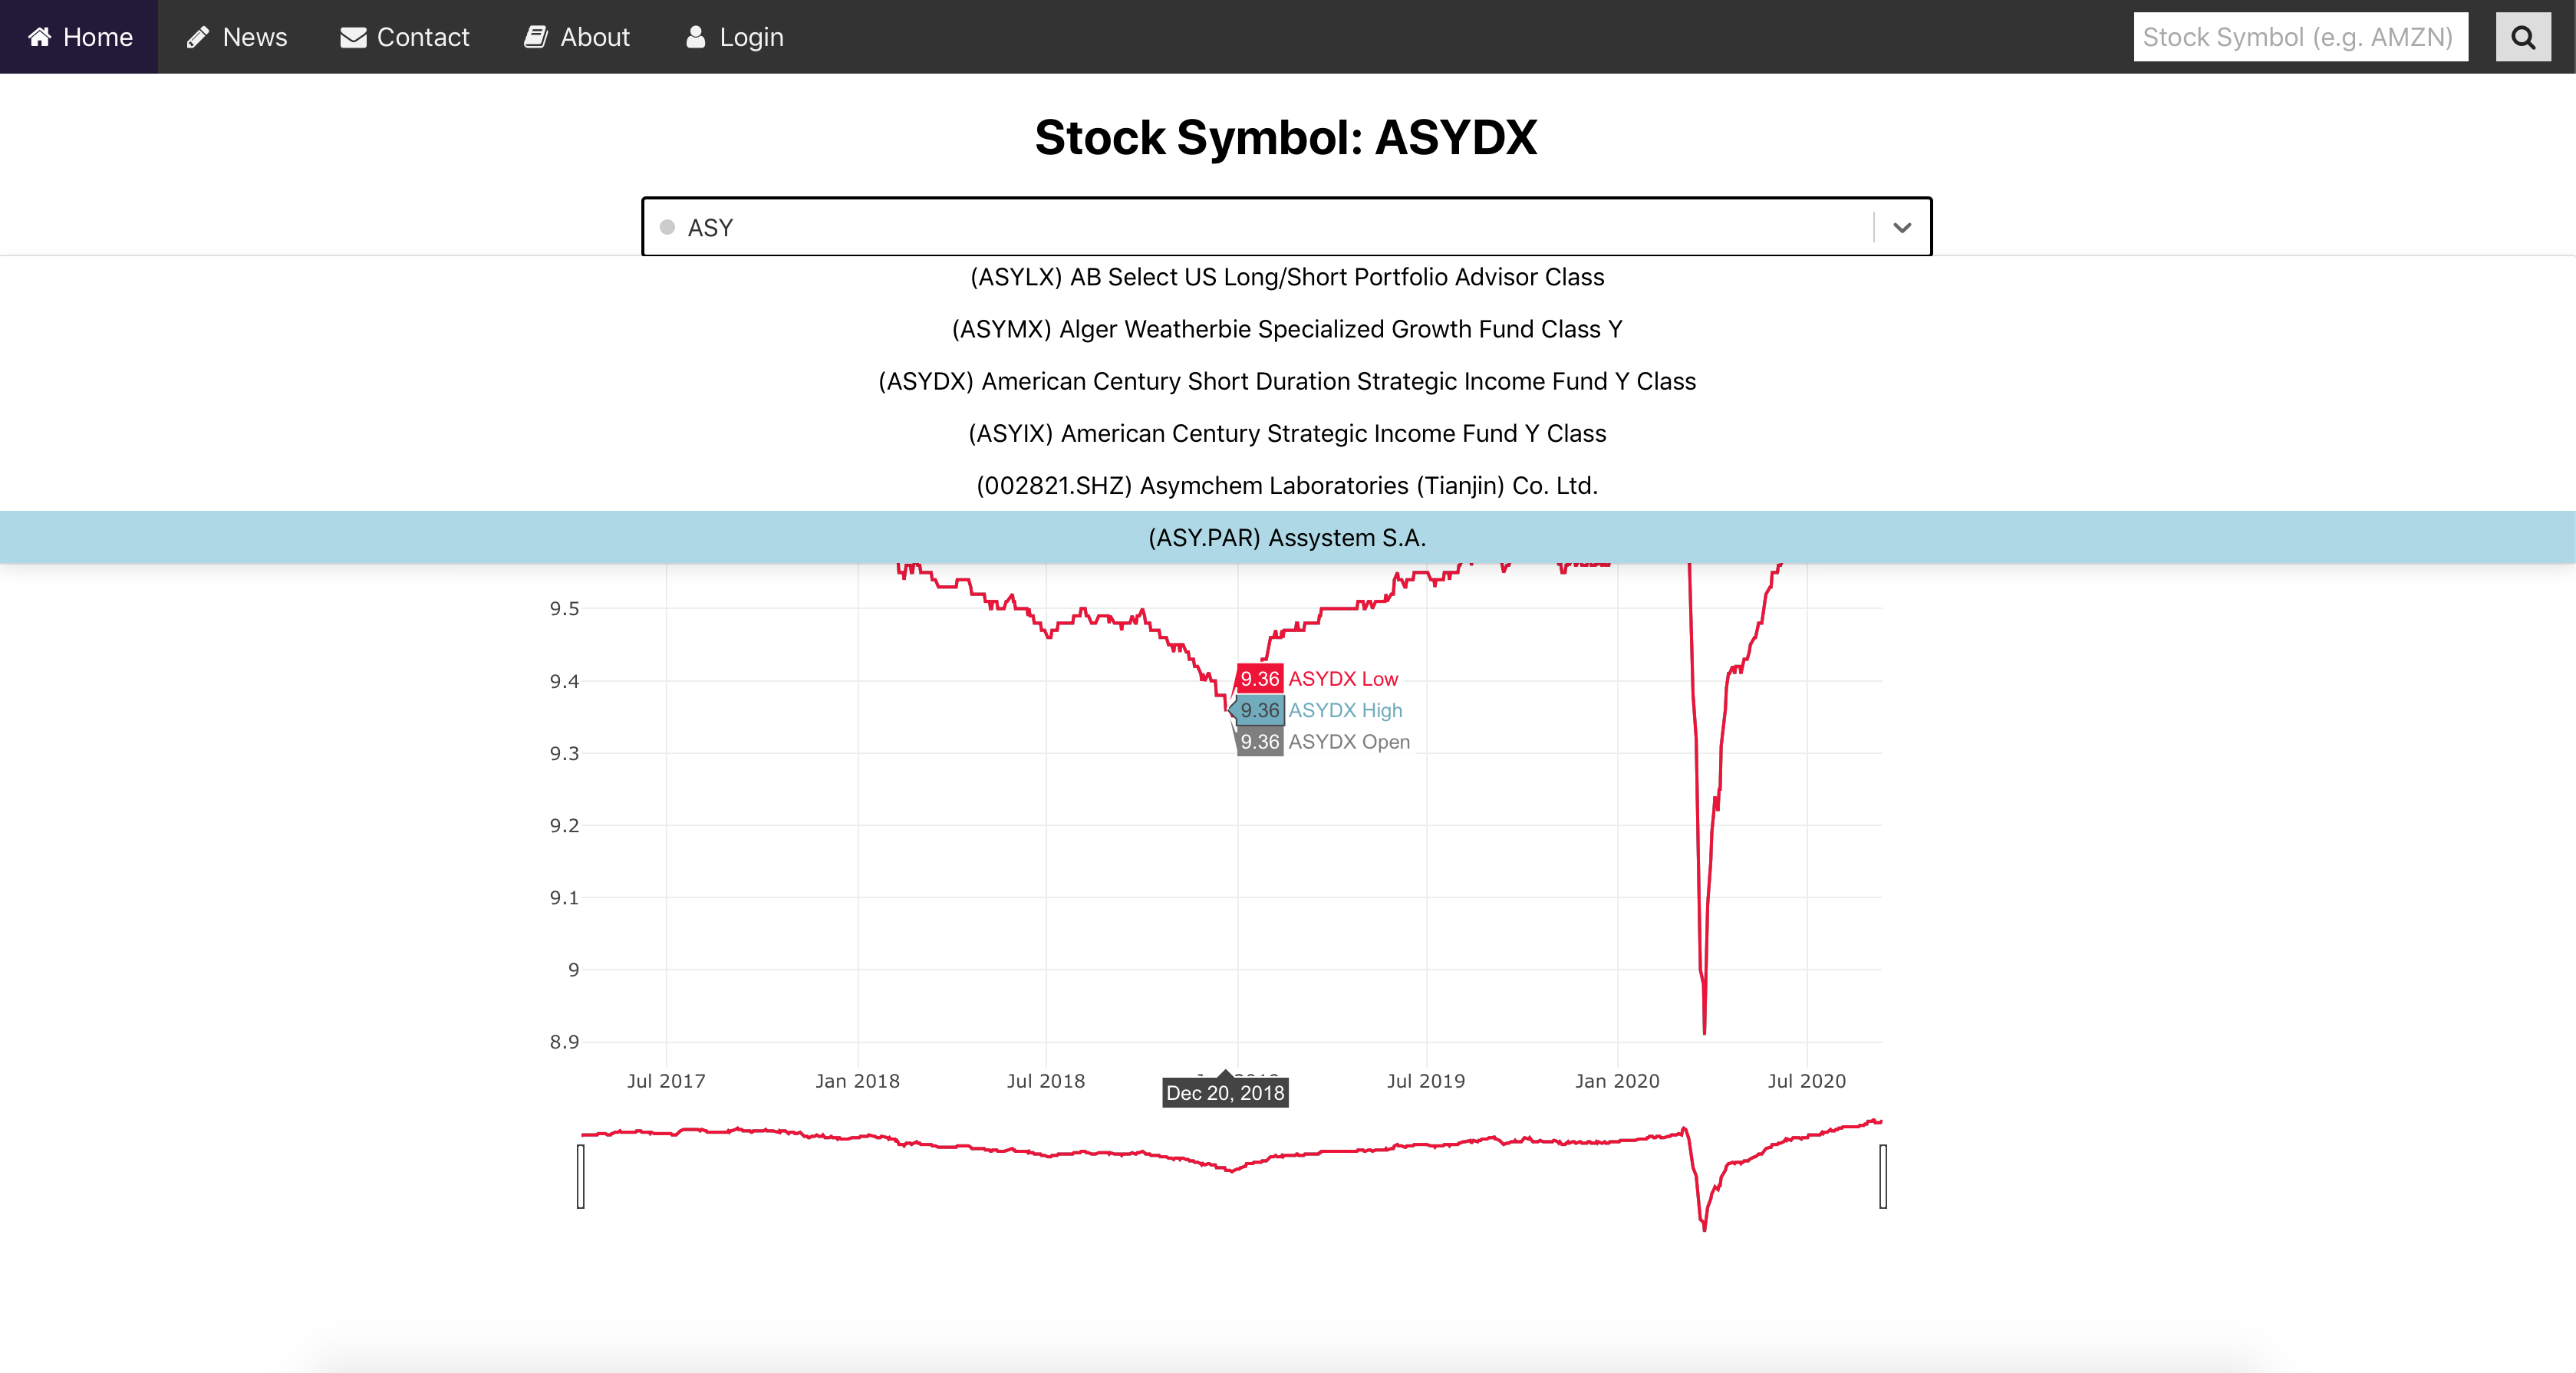 Home News Contact About Login Stock Symbol (e.g. AMZN)
Stock Symbol: ASYDX
ASY
(ASYLX) AB Select US Long/Short Portfolio Advisor Class
(ASYMX) Alger Weatherbie Specialized Growth Fund Class Y
(ASYDX) American Century Short Duration Strategic Income Fund Y Class
(ASYIX) American Century Strategic Income Fund Y Class
(002821.SHZ) Asymchem Laboratories (Tianjin) Co. Ltd.
(ASY.PAR) Assystem S.A.
9.5
9.4
9.36 ASYDX Low
9.36 ASYDX High
9.36 ASYDX Open
9.3
9.2
9.1
9
8.9
Jul 2017 Jan 2018 Jul 2018 Jul 2019 Jan 2020 Jul 2020
Dec 20, 2018